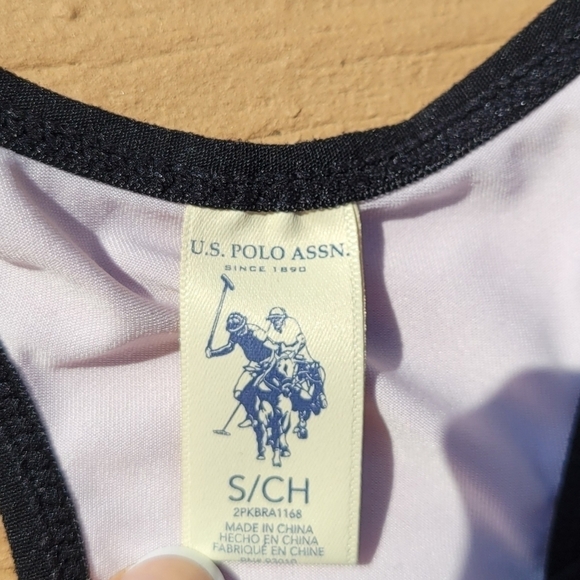 U.S. POLO ASSN.
SINCE 1890
S/CH
2PKBRA1168
MADE IN CHINA
HECHO EN CHINA
FABRIQUÉ EN CHINE